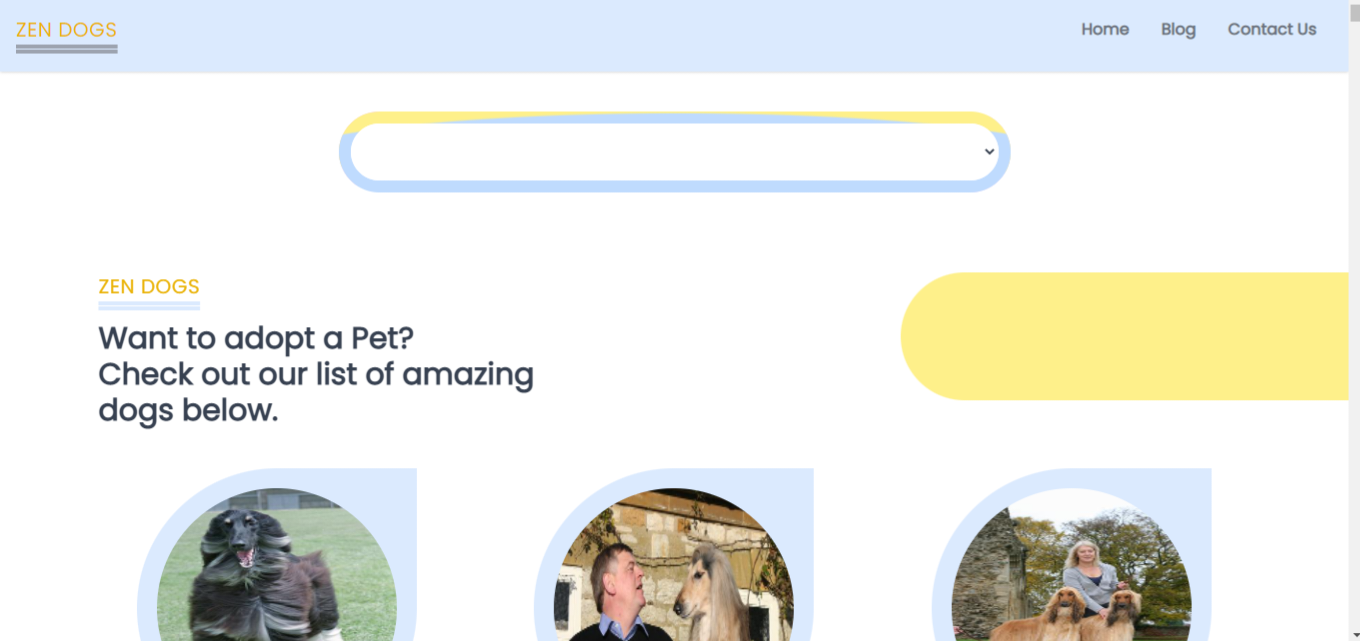 ZEN DOGS
Home
Blog
Contact Us
ZEN DOGS
Want to adopt a Pet?
Check out our list of amazing
dogs below.